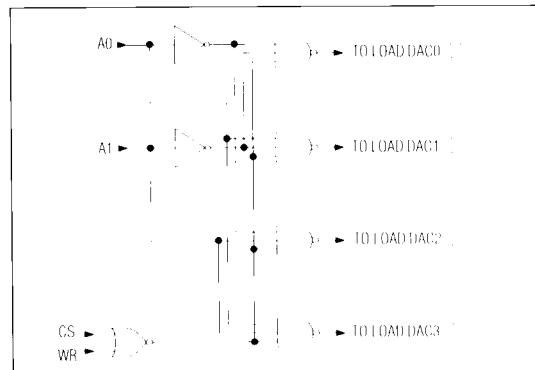 A0
TO LOAD DAC0
A1
TO LOAD DAC1
TO LOAD DAC2
CS
WR
TO LOAD DAC3